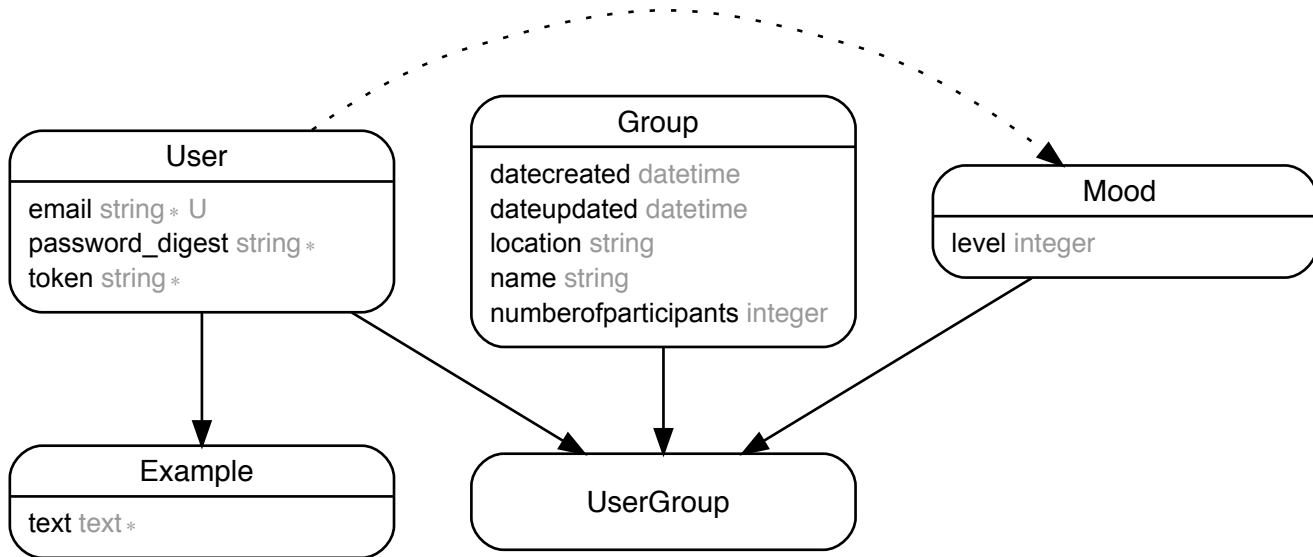 User
email string* U
password_digest string*
token string*
Group
datecreated datetime
dateupdated datetime
location string
name string
numberofparticipants integer
Mood
level integer
Example
text text*
UserGroup